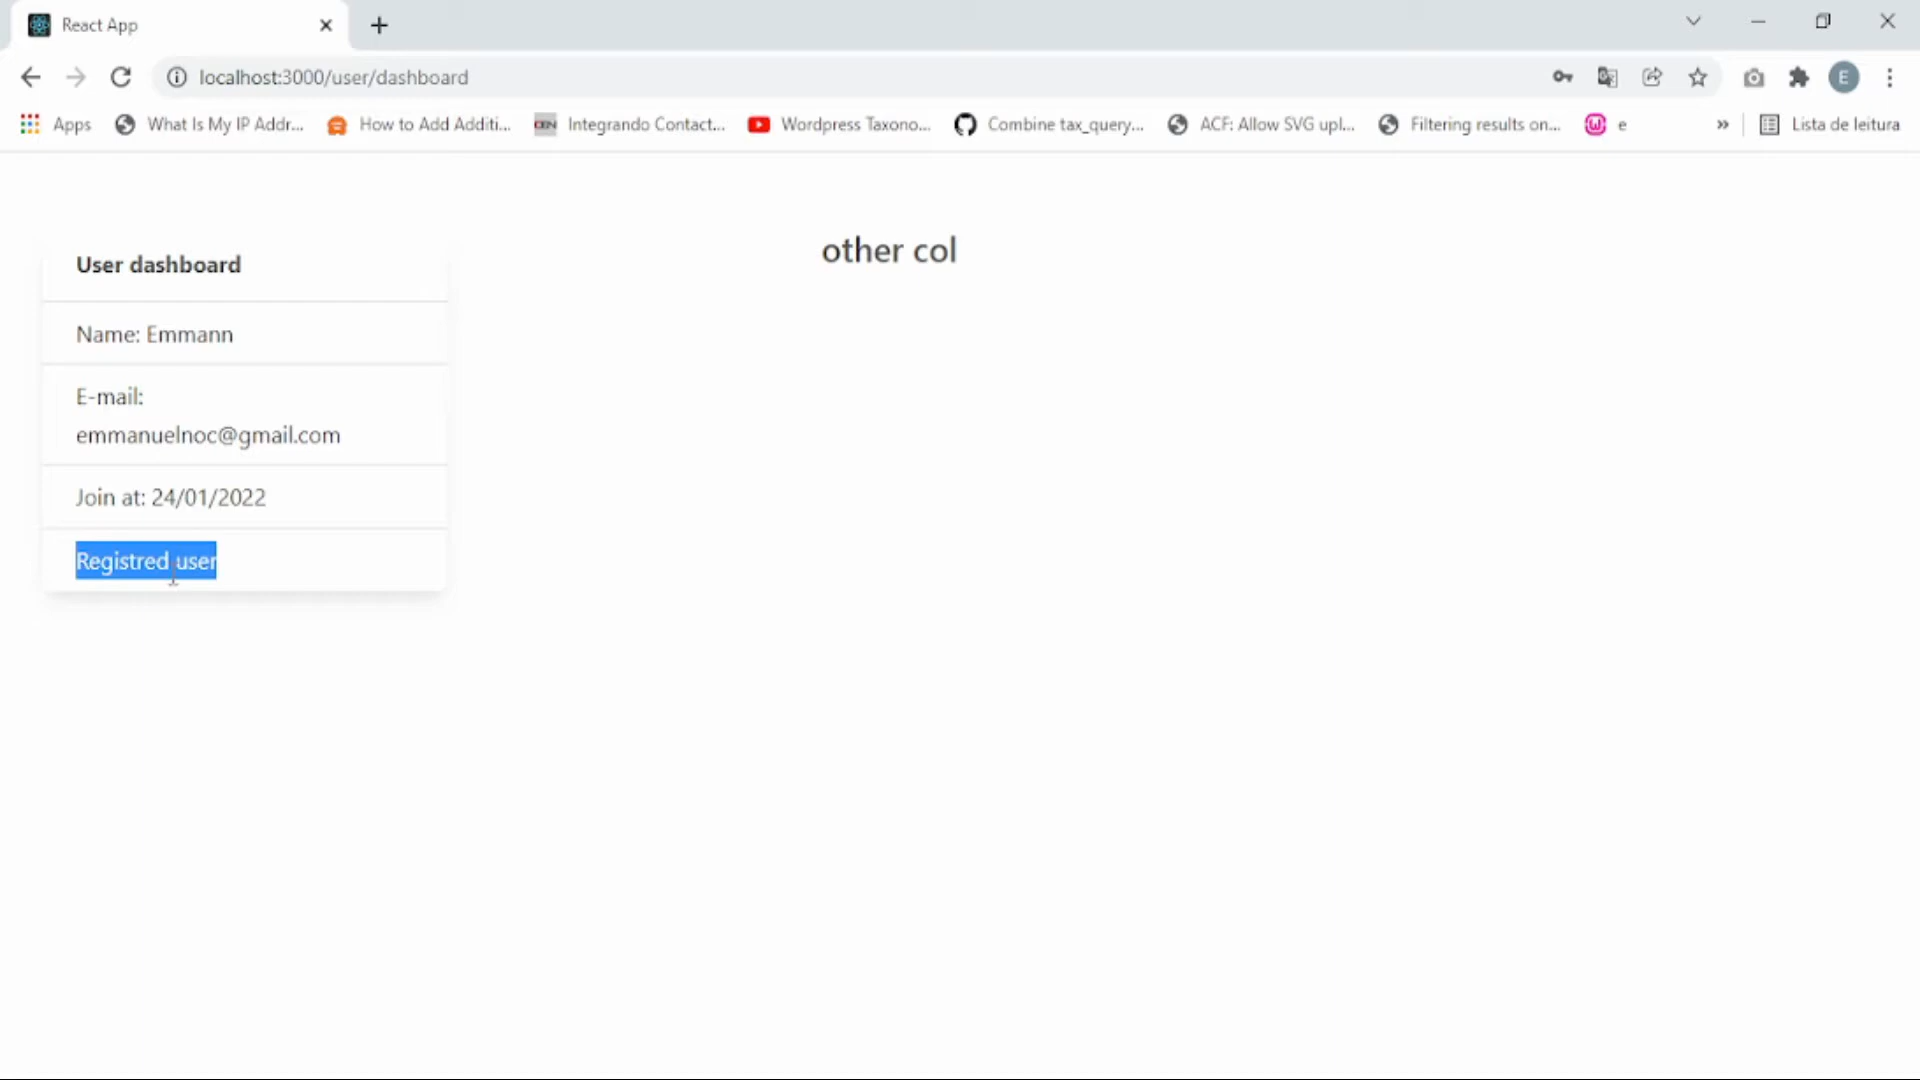 React App
localhost:3000/user/dashboard
E
Apps
What Is My IP Addr...
How to Add Additi...
Integrando Contact...
Wordpress Taxono...
Combine tax_query...
ACF: Allow SVG upl...
Filtering results on...
e
»
Lista de leitura
other col
User dashboard
Name: Emmann
E-mail:
emmanuelnoc@gmail.com
Join at: 24/01/2022
Registred user